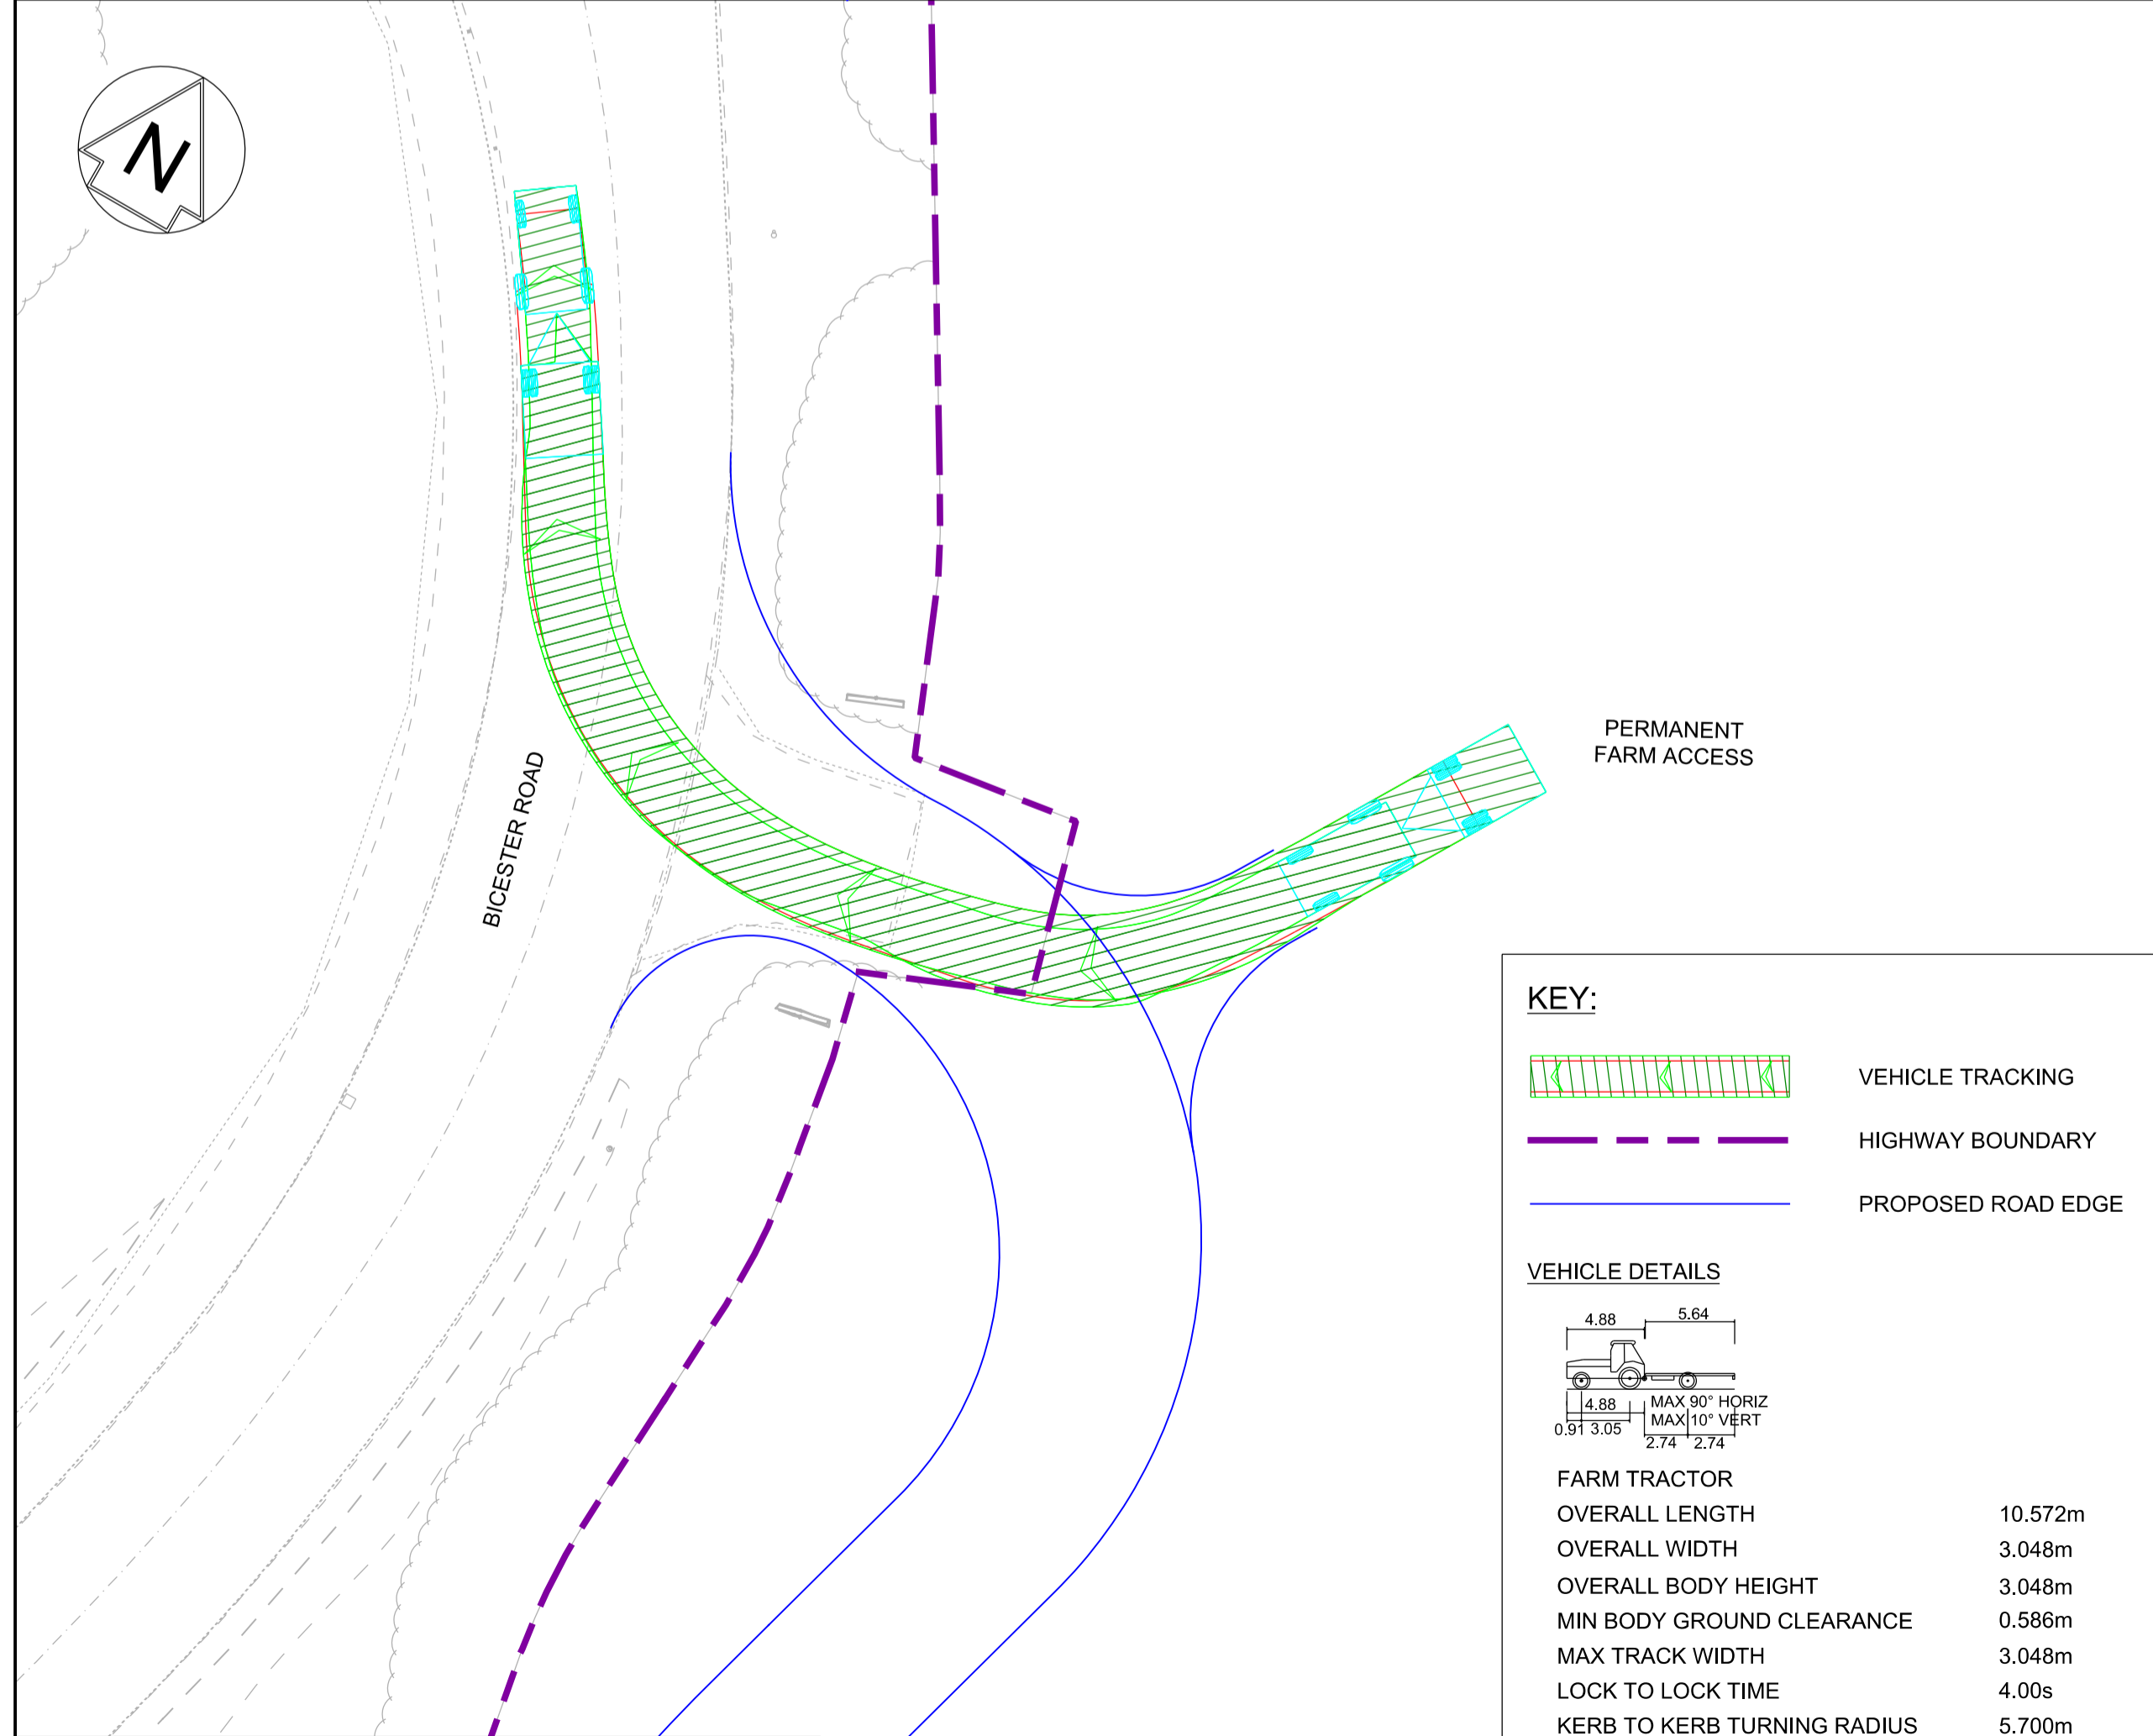 N
BICESTER ROAD
PERMANENT
FARM ACCESS
KEY:
VEHICLE TRACKING
HIGHWAY BOUNDARY
PROPOSED ROAD EDGE
VEHICLE DETAILS
4.88 5.64
4.88 MAX 90° HORIZ
0.91 3.05 MAX 10° VERT
2.74 2.74
FARM TRACTOR
OVERALL LENGTH 10.572m
OVERALL WIDTH 3.048m
OVERALL BODY HEIGHT 3.048m
MIN BODY GROUND CLEARANCE 0.586m
MAX TRACK WIDTH 3.048m
LOCK TO LOCK TIME 4.00s
KERB TO KERB TURNING RADIUS 5.700m